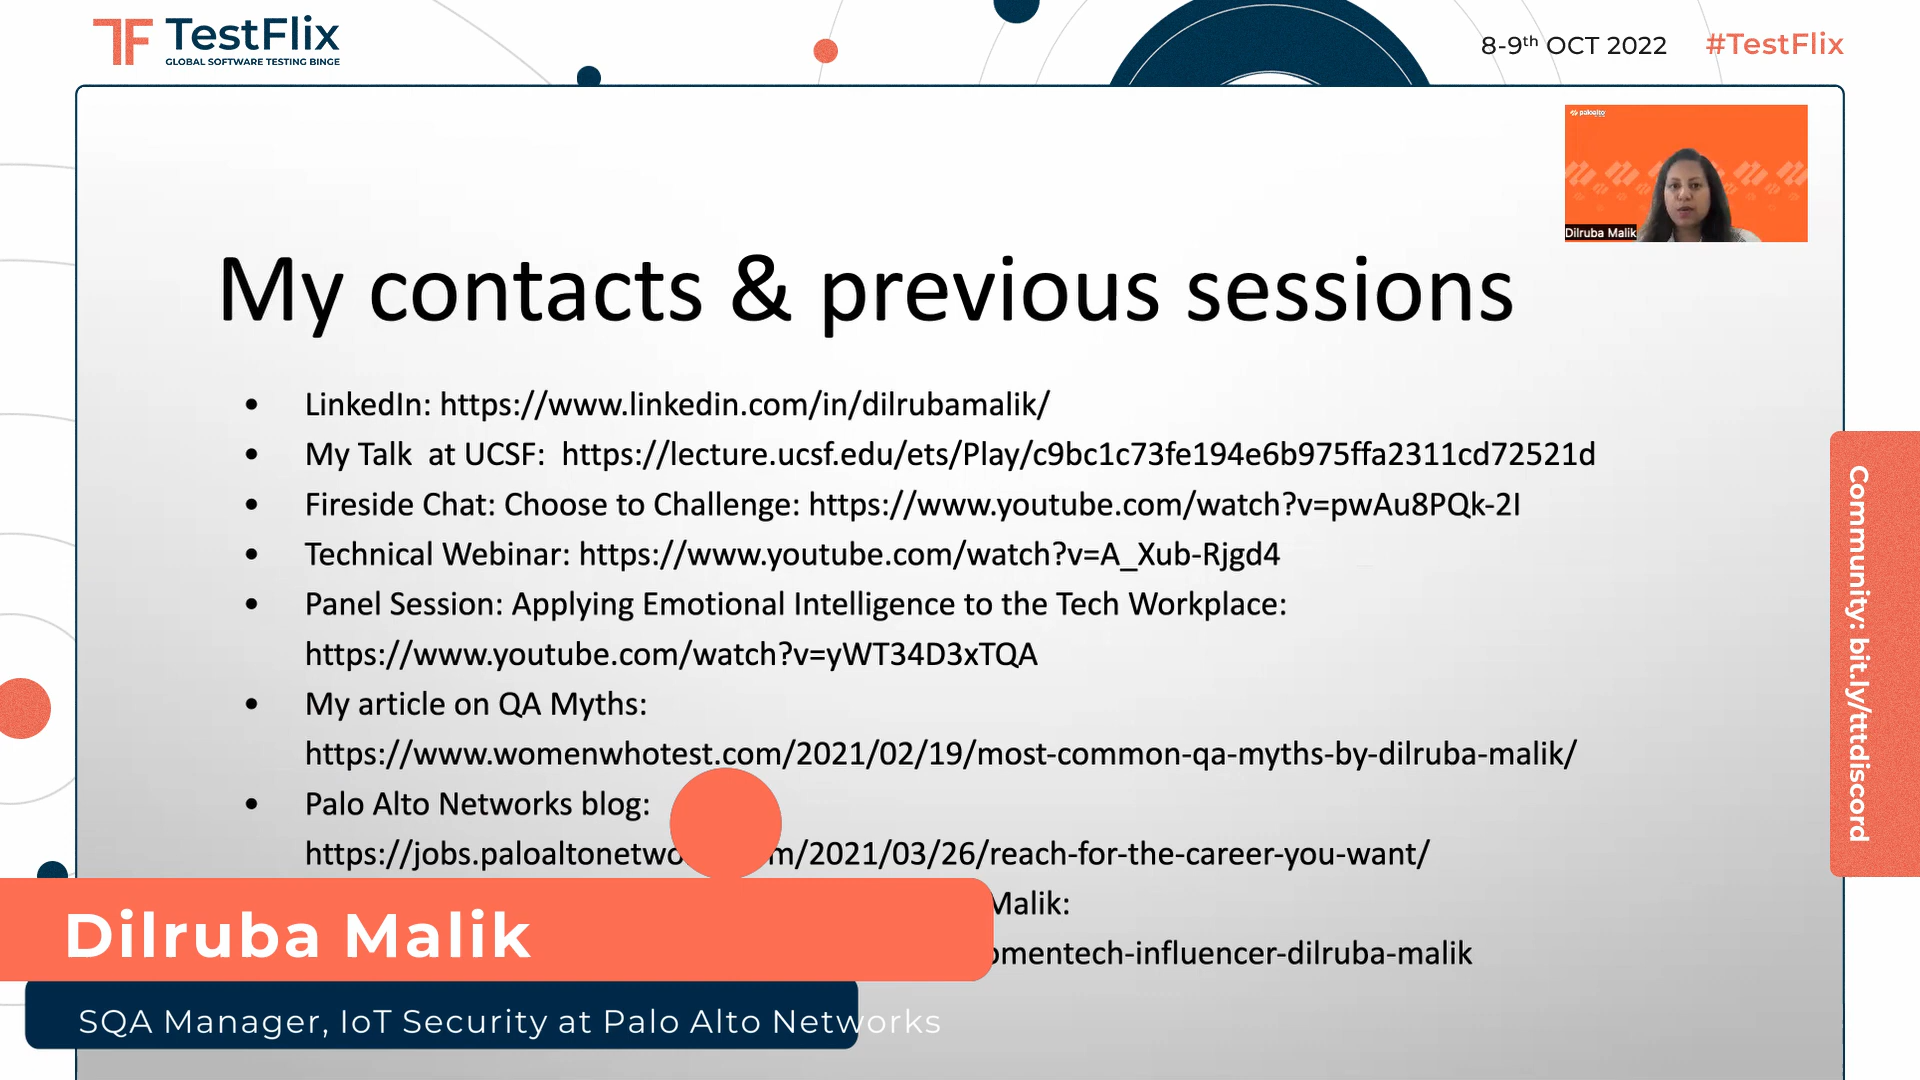 TestFlix
GLOBAL SOFTWARE TESTING BINGE
8-9th OCT 2022
#TestFlix
paloalto
Dilruba Malik
My contacts & previous sessions
• LinkedIn: https://www.linkedin.com/in/dilrubamalik/
• My Talk at UCSF: https://lecture.ucsf.edu/ets/Play/c9bc1c73fe194e6b975ffa2311cd72521d
• Fireside Chat: Choose to Challenge: https://www.youtube.com/watch?v=pwAu8PQk-2I
• Technical Webinar: https://www.youtube.com/watch?v=A_Xub-Rjgd4
• Panel Session: Applying Emotional Intelligence to the Tech Workplace:
https://www.youtube.com/watch?v=yWT34D3xTQA
• My article on QA Myths:
https://www.womenwhotest.com/2021/02/19/most-common-qa-myths-by-dilruba-malik/
• Palo Alto Networks blog:
https://jobs.paloaltonetwo m/2021/03/26/reach-for-the-career-you-want/
Malik:
omentech-influencer-dilruba-malik
Community: bit.ly/tttdiscord
Dilruba Malik
SQA Manager, IoT Security at Palo Alto Networks